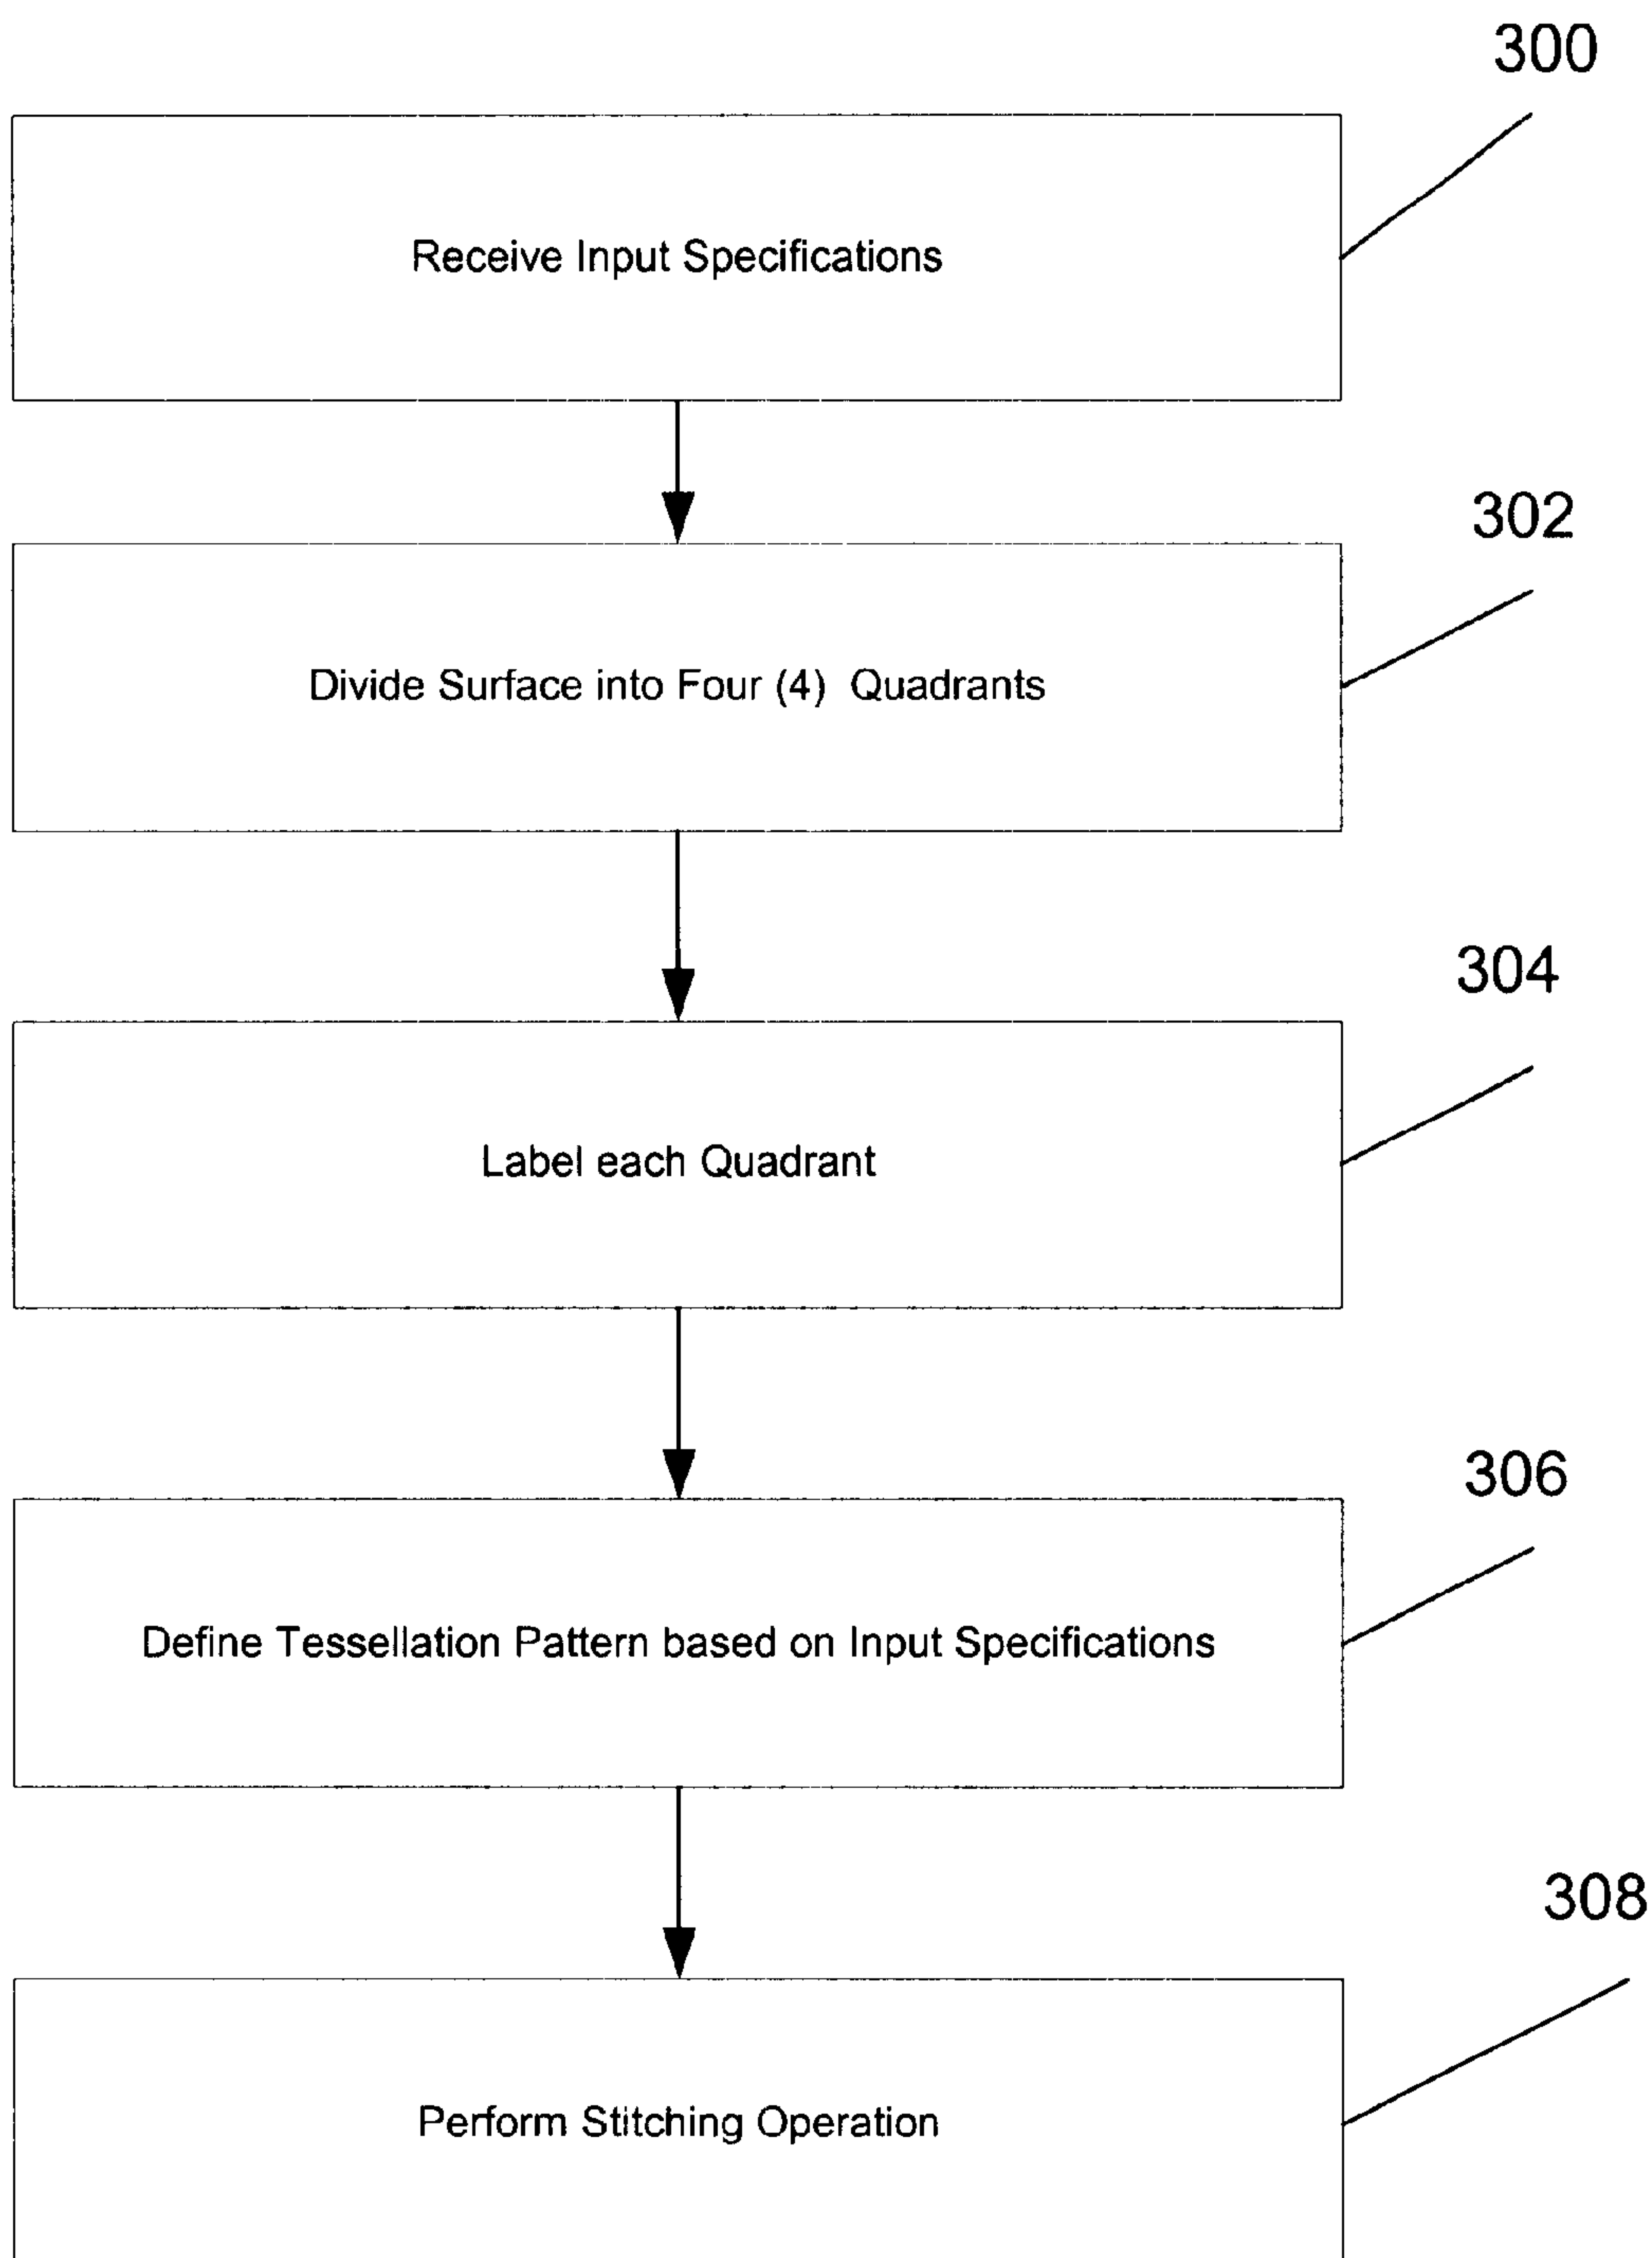 300
Receive Input Specifications
302
Divide Surface into Four (4) Quadrants
304
Label each Quadrant
306
Define Tessellation Pattern based on Input Specifications
308
Perform Stitching Operation